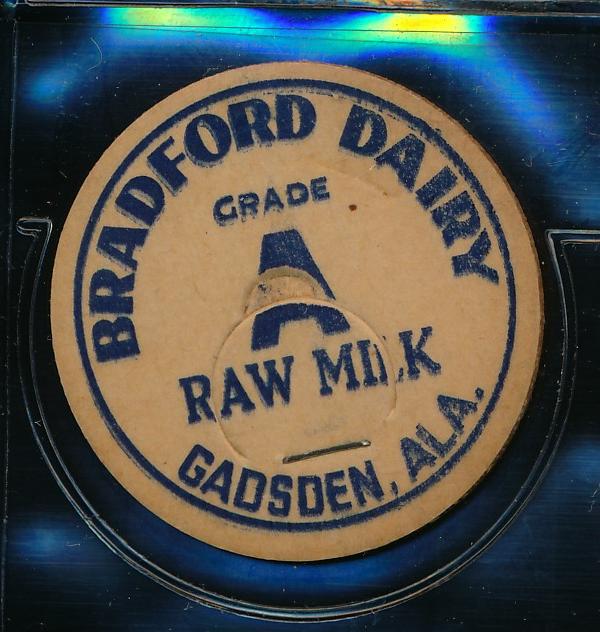 BRADFORD DAIRY
GRADE
A
RAW MILK
GADSDEN, ALA.